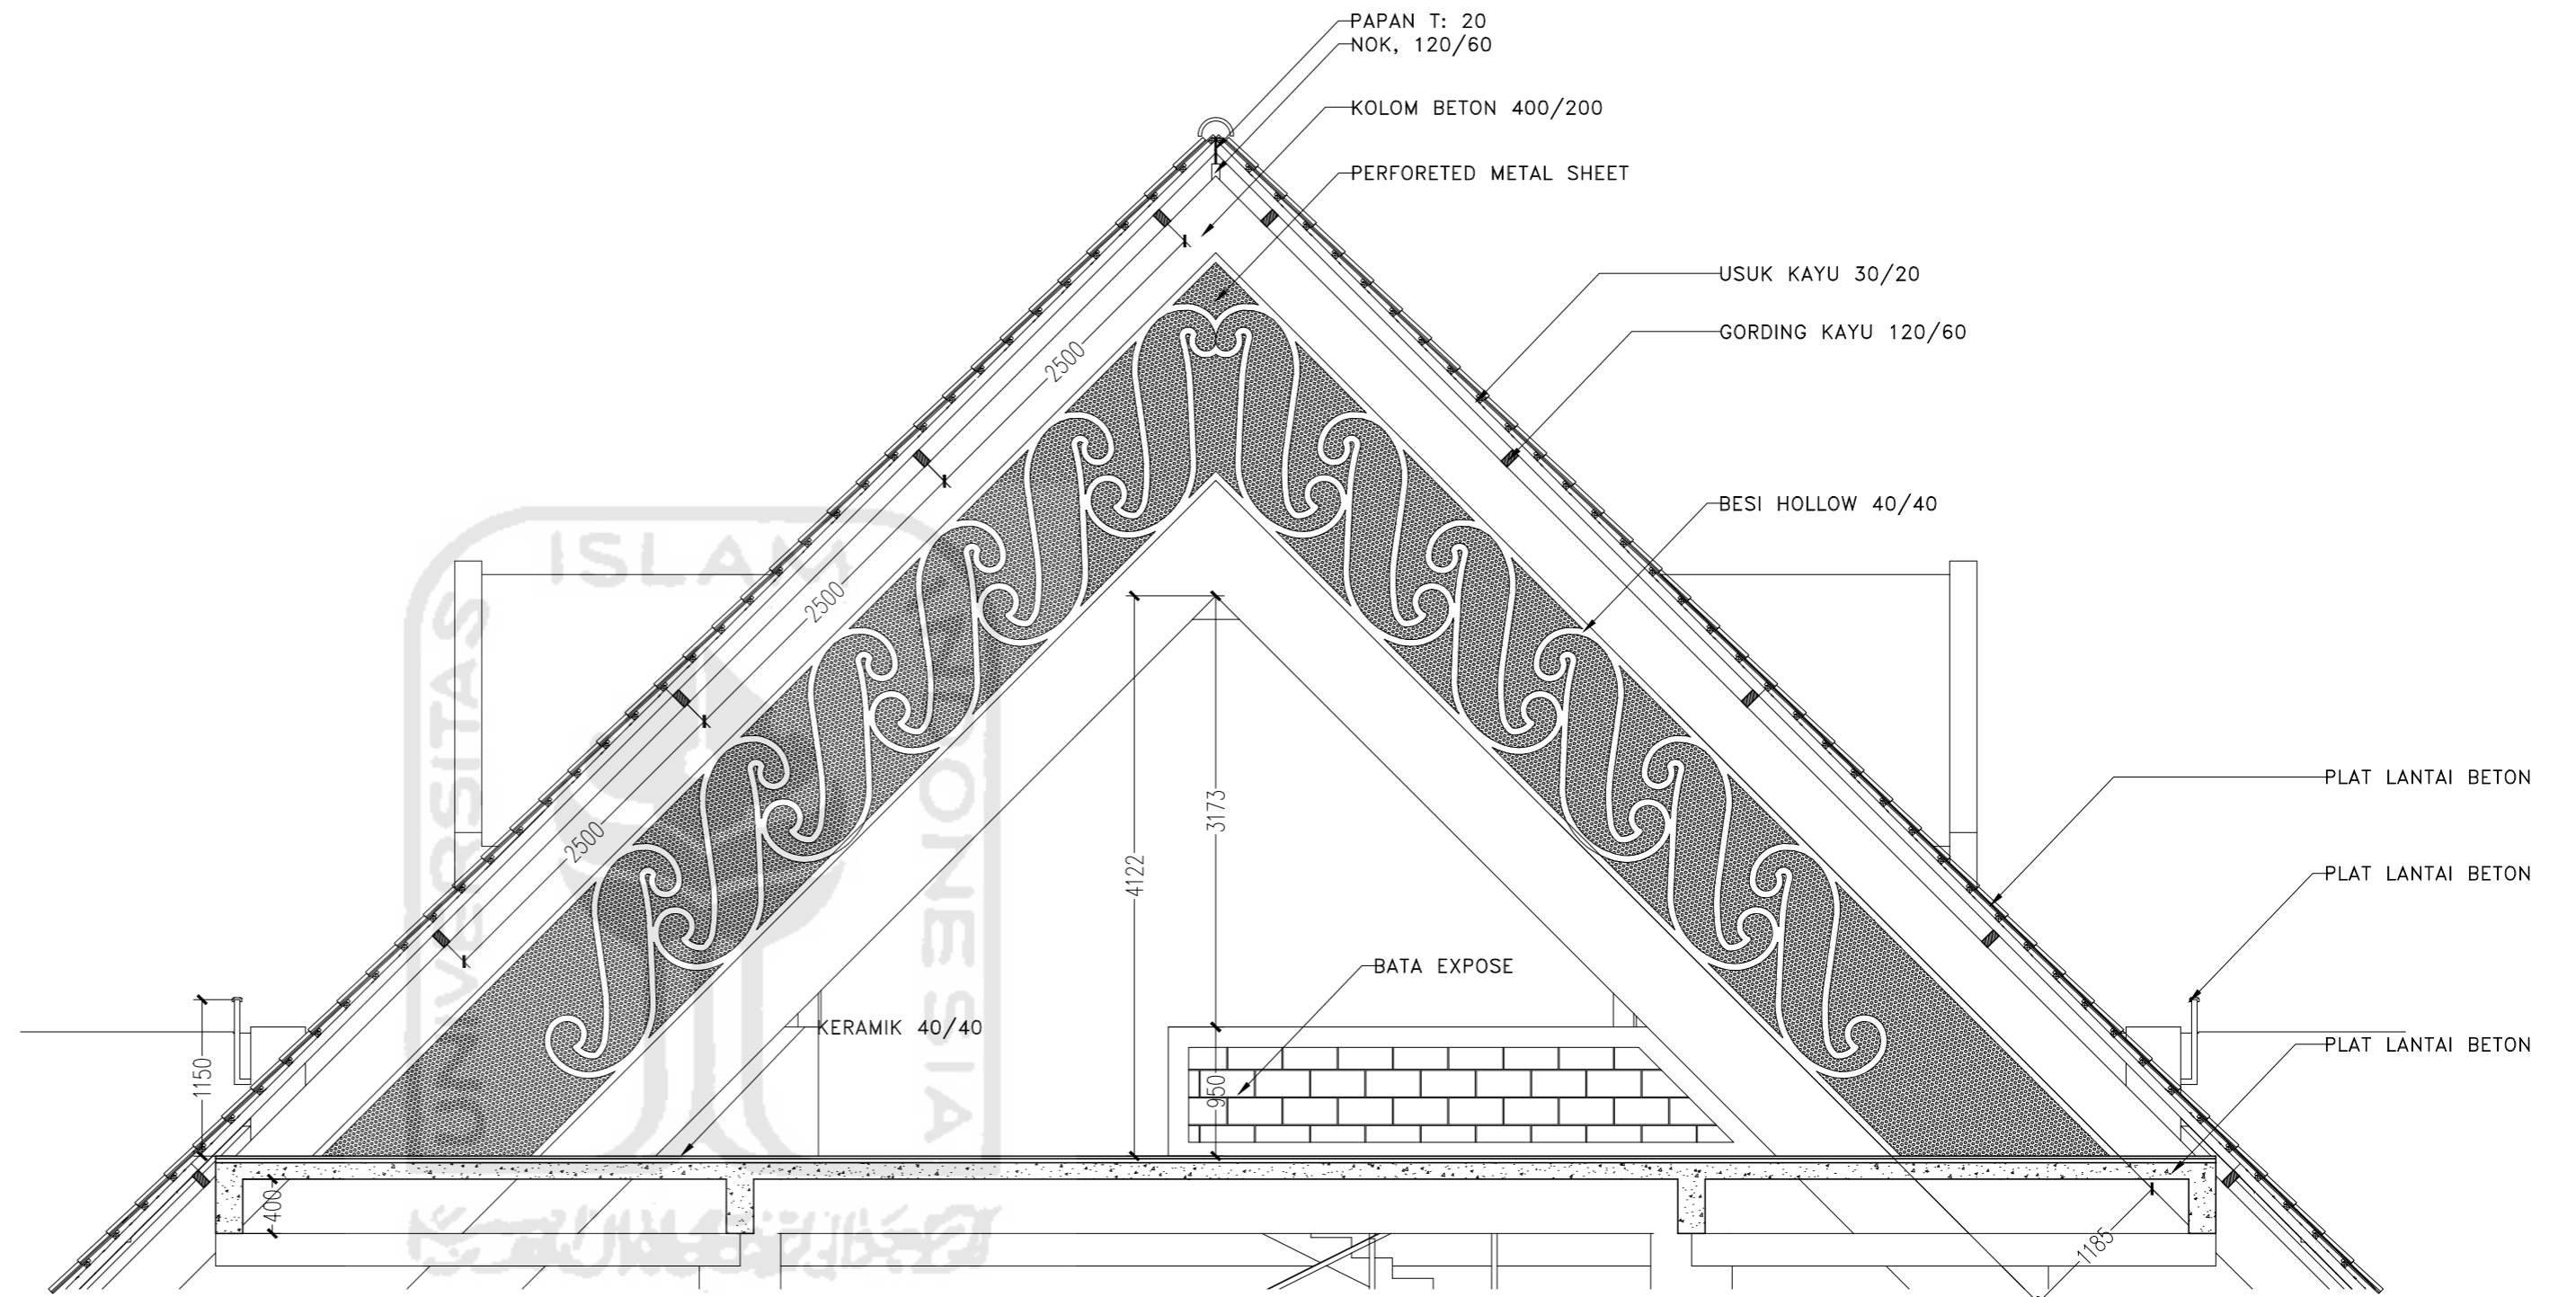 PAPAN T: 20
NOK, 120/60
KOLOM BETON 400/200
PERFORETED METAL SHEET
USUK KAYU 30/20
GORDING KAYU 120/60
2500
BESI HOLLOW 40/40
ISLAM
2500
UNIVERSITAS
INDONESIA
3173
PLAT LANTAI BETON
2500
4122
PLAT LANTAI BETON
BATA EXPOSE
KERAMIK 40/40
PLAT LANTAI BETON
1150
950
400
1185